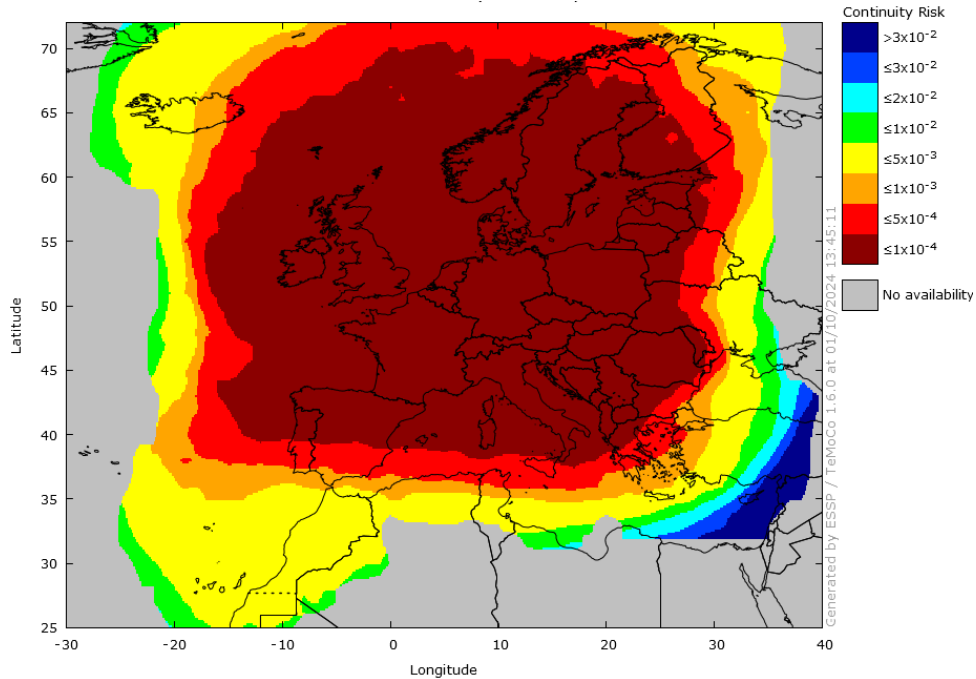 Continuity Risk
>3x10-2
≤3x10-2
≤2x10-2
≤1x10-2
≤5x10-3
≤1x10-3
≤5x10-4
≤1x10-4
No availability
Generated by ESSP / TeMoCo 1.6.0 at 01/10/2024 13:45:11
Latitude
70
65
60
55
50
45
40
35
30
25
-30
-20
-10
0
10
20
30
40
Longitude